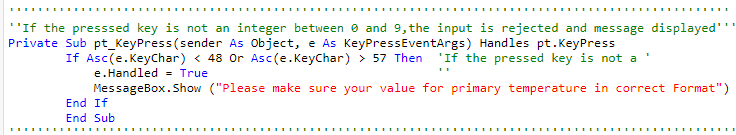 ''''''''''''''''''''''''''''''''''''''''''''''''''''''''''''''''''''''''''''''''''''''''''''''''''''
''If the presssed key is not an integer between 0 and 9,the input is rejected and message displayed'''
Private Sub pt_KeyPress(sender As Object, e As KeyPressEventArgs) Handles pt.KeyPress
If Asc(e.KeyChar) < 48 Or Asc(e.KeyChar) > 57 Then 'If the pressed key is not a '
e.Handled = True ''
MessageBox.Show ("Please make sure your value for primary temperature in correct Format")
End If
End Sub
''''''''''''''''''''''''''''''''''''''''''''''''''''''''''''''''''''''''''''''''''''''''''''''''''''